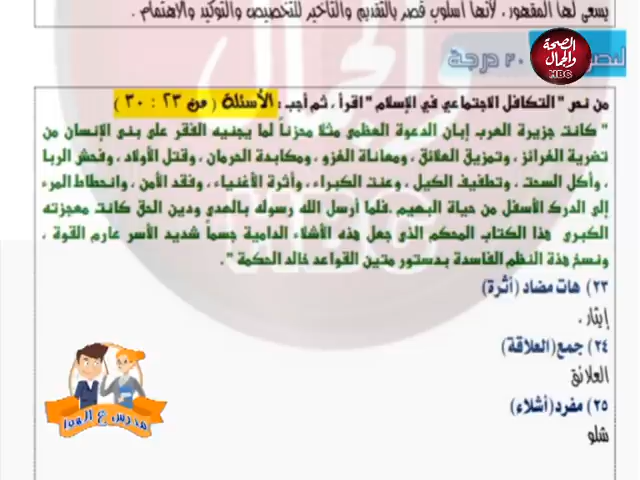 يسعى لها المقهور . لأنها أسلوب قصر بالتقديم والتأخير للتخصيص والتوكيد والاهتمام .
الصحة
والجمال
HBC
٢٠ درجة
من نص " التكافل الاجتماعي في الإسلام " اقرأ ، ثم أجب : الأسئلة ( من ٢٣ : ٣٠ )
" كانت جزيرة العرب إبان الدعوة العظمى مثلا محزناً لما يجنيه الفقر على بني الإنسان من
تضرية الغرائز ، وتمزيق العلائق ، ومعاناة الغزو ، ومكابدة الحرمان ، وقتل الأولاد ، وفحش الربا
، وأكل السحت ، وتطفيف الكيل ، وعنت الكبراء ، وأثرة الأغنياء ، وفقد الأمن ، وانحطاط المرء
إلى الدرك الأسفل من حياة البهيم. فلما أرسل الله رسوله بالهدى ودين الحق كانت معجزته
الكبرى هذا الكتاب المحكم الذي جعل هذه الأشلاء الدامية جسماً شديد الأسر عارم القوة ،
ونسخ هذة النظم الفاسدة بدستور متين القواعد خالد الحكمة " .
٢٣) هات مضاد (أثرة)
إيثار .
٢٤) جمع(العلاقة)
العلائق
٢٥) مفرد(أشلاء)
شلو
مدرس ع الهوا